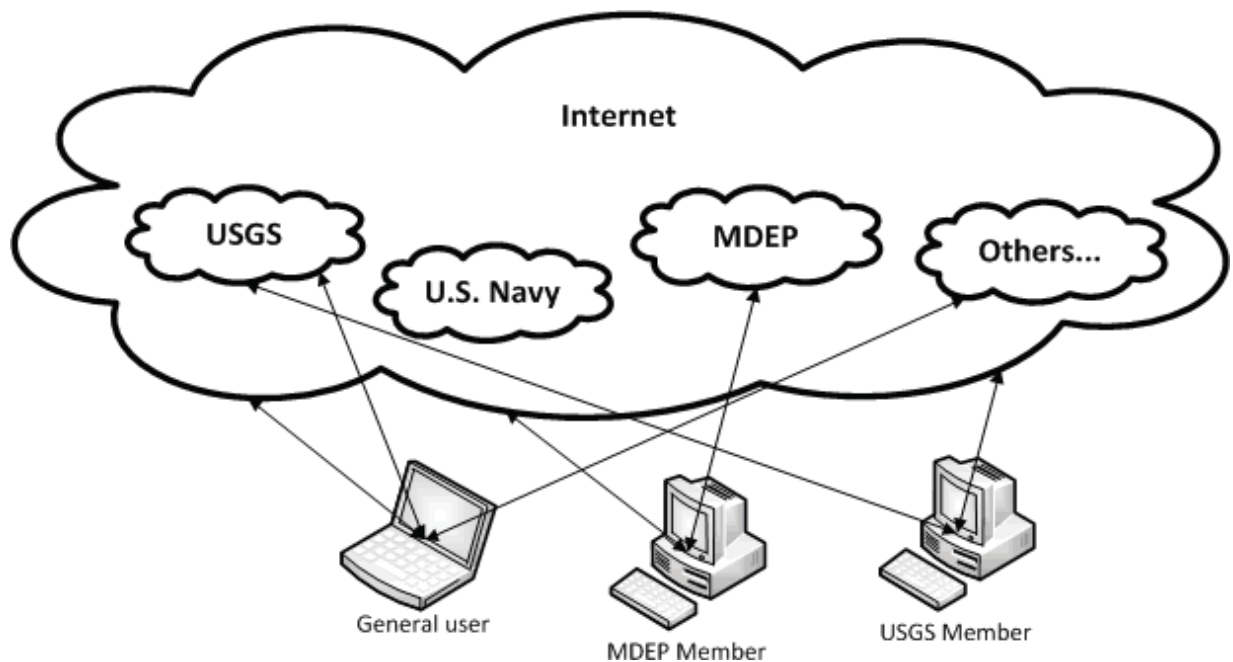 Internet
USGS
U.S. Navy
MDEP
Others...
General user
MDEP Member
USGS Member